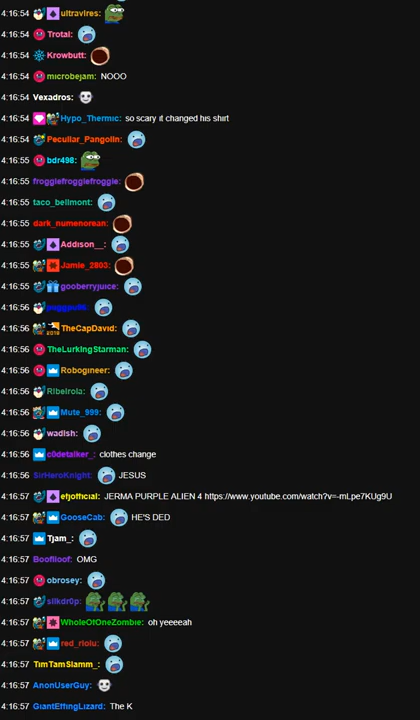 4:16:54 ultravires:
4:16:54 Trotal:
4:16:54 Krowbutt:
4:16:54 microbejam: NOOO
4:16:54 Vexadros:
4:16:54 Hypo_Thermic: so scary it changed his shirt
4:16:54 Peculiar_Pangolin:
4:16:55 bdr498:
4:16:55 froggiefroggiefroggie:
4:16:55 taco_bellmont:
4:16:55 dark_numenorean:
4:16:55 Addison__:
4:16:55 Jamie_2803:
4:16:55 gooberryjuice:
4:16:56
4:16:56 TheCapDavid:
4:16:56 TheLurkingStarman:
4:16:56 Robogineer:
4:16:56 Ribeirola:
4:16:56 Mute_999:
4:16:56 wadish:
4:16:56 c0detalker_: clothes change
4:16:56 SirHeroKnight: JESUS
4:16:57 efjofficial: JERMA PURPLE ALIEN 4 https://www.youtube.com/watch?v=-mLpe7KUg9U
4:16:57 GooseCab: HE'S DED
4:16:57 Tjam_:
4:16:57 Boofloof: OMG
4:16:57 obrosey:
4:16:57 silkdr0p:
4:16:57 WholeOfOneZombie: oh yeeeeah
4:16:57 red_riolu:
4:16:57 TimTamSlamm_:
4:16:57 AnonUserGuy:
4:16:57 GiantEffingLizard: The K